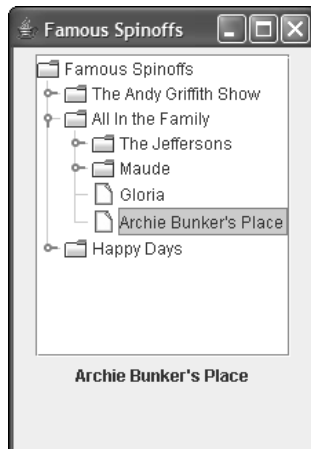 Famous Spinoffs
Famous Spinoffs
The Andy Griffith Show
All In the Family
The Jeffersons
Maude
Gloria
Archie Bunker's Place
Happy Days
Archie Bunker's Place